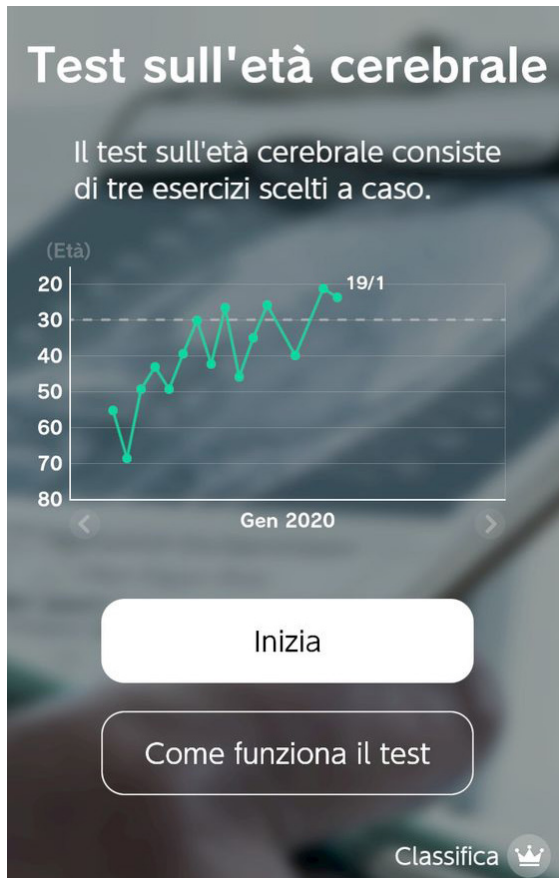 Test sull'età cerebrale
Il test sull'età cerebrale consiste
di tre esercizi scelti a caso.
(Età)
20
19/1
30
40
50
60
70
80
Gen 2020
Inizia
Come funziona il test
Classifica